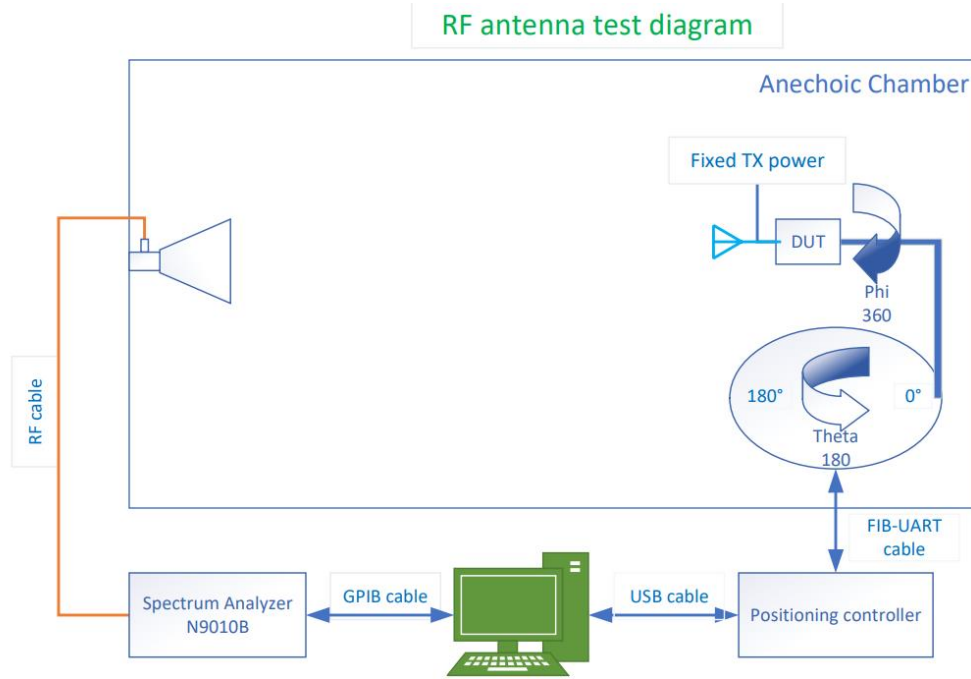 RF antenna test diagram
Anechoic Chamber
Fixed TX power
DUT
Phi
360
RF cable
180°
0°
Theta
180
FIB-UART
cable
Spectrum Analyzer
N9010B
GPIB cable
USB cable
Positioning controller